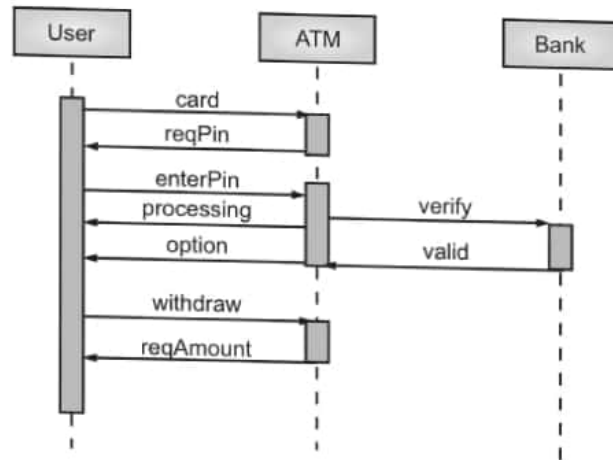 User
ATM
Bank
card
reqPin
enterPin
processing
verify
option
valid
withdraw
reqAmount